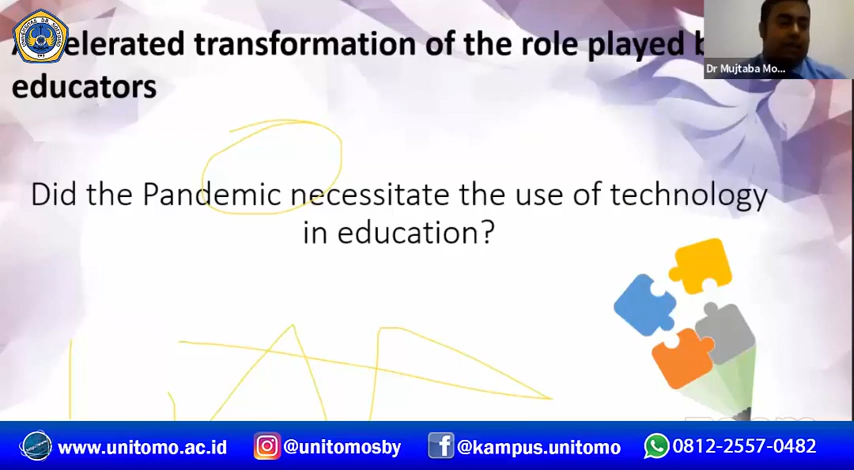 elerated transformation of the role played b
educators
Dr Mujtaba Mo...
Did the Pandemic necessitate the use of technology
in education?
www.unitomo.ac.id @unitomosby @kampus.unitomo 0812-2557-0482